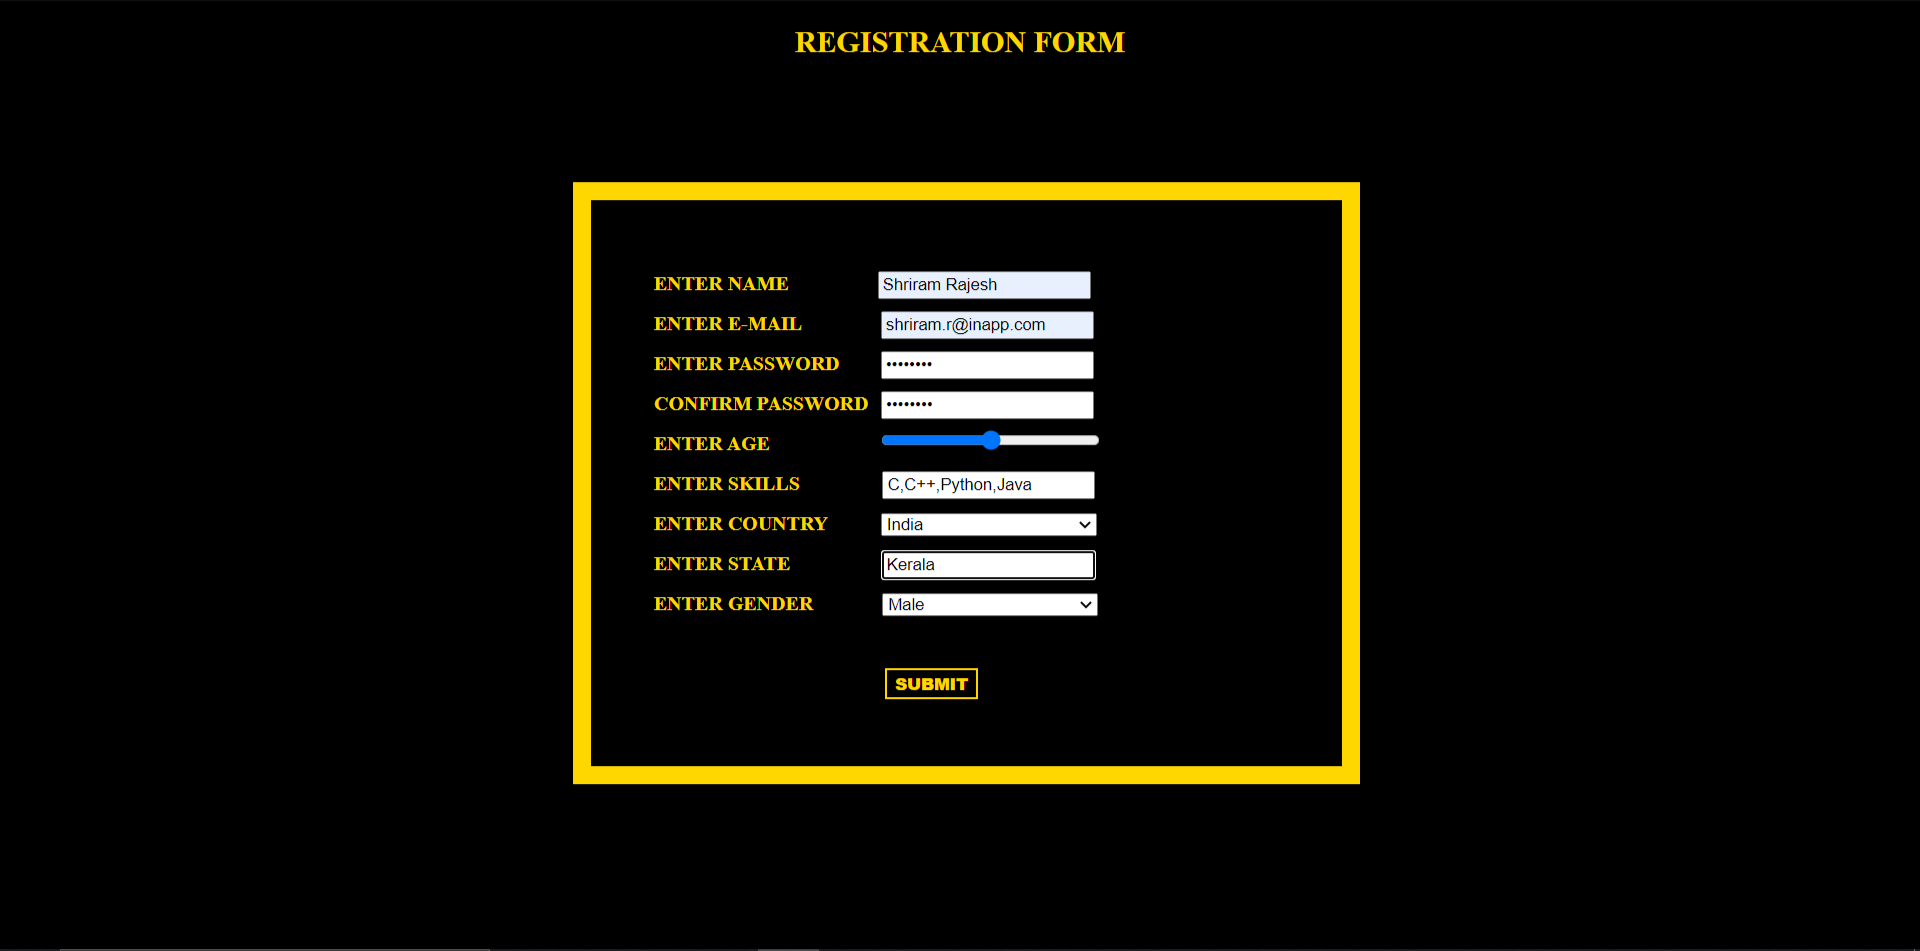 REGISTRATION FORM
ENTER NAME Shriram Rajesh
ENTER E-MAIL shriram.r@inapp.com
ENTER PASSWORD ••••••••
CONFIRM PASSWORD ••••••••
ENTER AGE
ENTER SKILLS C,C++,Python,Java
ENTER COUNTRY India
ENTER STATE Kerala
ENTER GENDER Male
SUBMIT